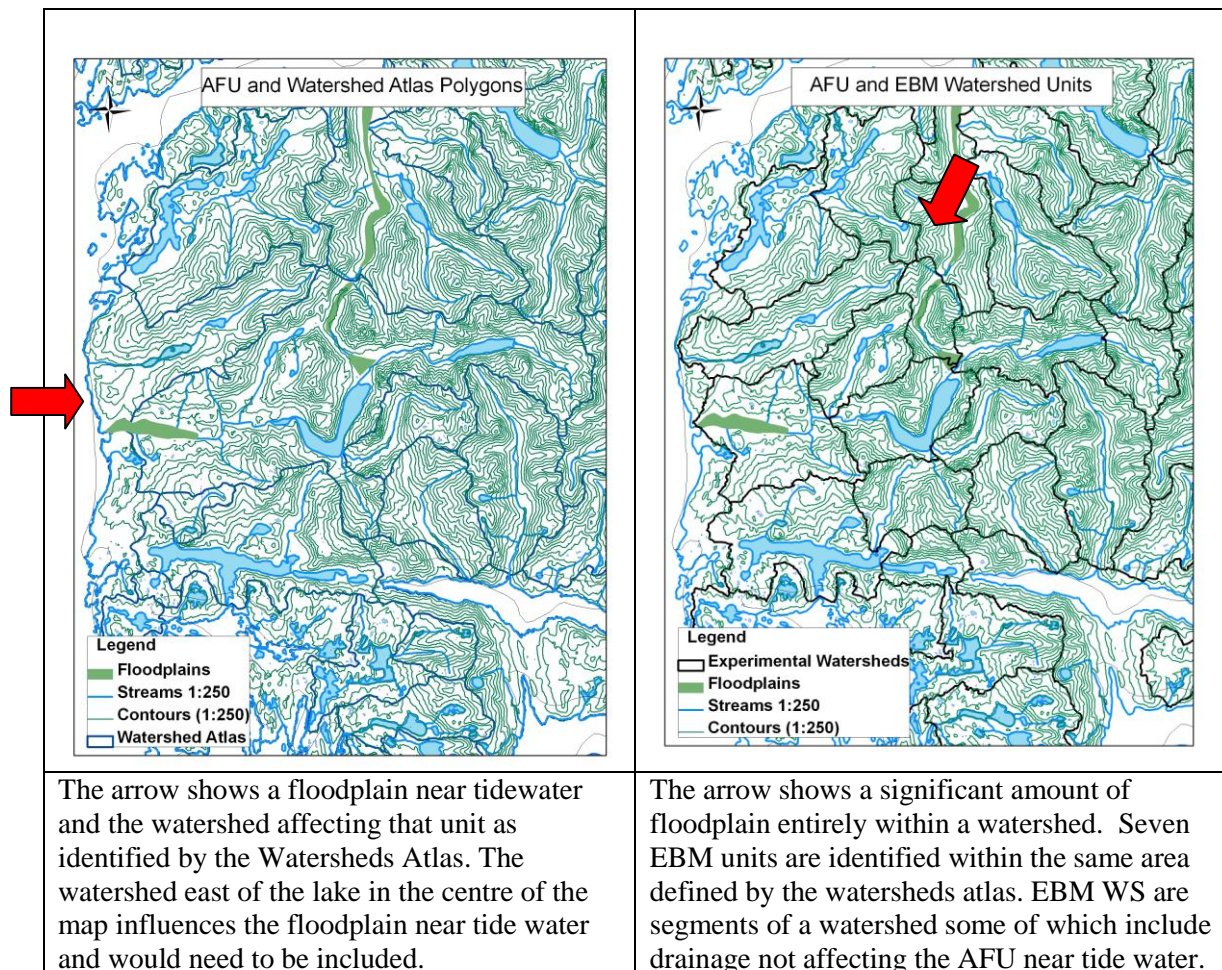 AFU and Watershed Atlas Polygons
N
Legend
Floodplains
Streams 1:250
Contours (1:250)
Watershed Atlas
AFU and EBM Watershed Units
N
Legend
Experimental Watersheds
Floodplains
Streams 1:250
Contours (1:250)
The arrow shows a floodplain near tidewater
and the watershed affecting that unit as
identified by the Watersheds Atlas. The
watershed east of the lake in the centre of the
map influences the floodplain near tide water
and would need to be included.
The arrow shows a significant amount of
floodplain entirely within a watershed.  Seven
EBM units are identified within the same area
defined by the watersheds atlas. EBM WS are
segments of a watershed some of which include
drainage not affecting the AFU near tide water.